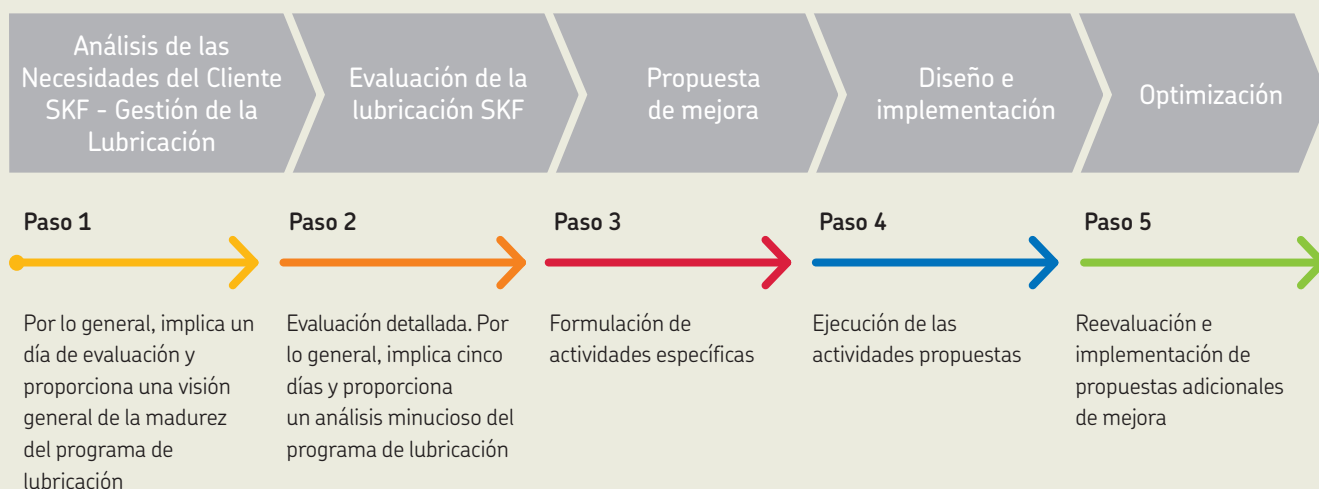 Análisis de las
Necesidades del Cliente
SKF - Gestión de la
Lubricación
Evaluación de la
lubricación SKF
Propuesta
de mejora
Diseño e
implementación
Optimización
Paso 1
Por lo general, implica un
día de evaluación y
proporciona una visión
general de la madurez
del programa de
lubricación
Paso 2
Evaluación detallada. Por
lo general, implica cinco
días y proporciona
un análisis minucioso del
programa de lubricación
Paso 3
Formulación de
actividades específicas
Paso 4
Ejecución de las
actividades propuestas
Paso 5
Reevaluación e
implementación de
propuestas adicionales
de mejora